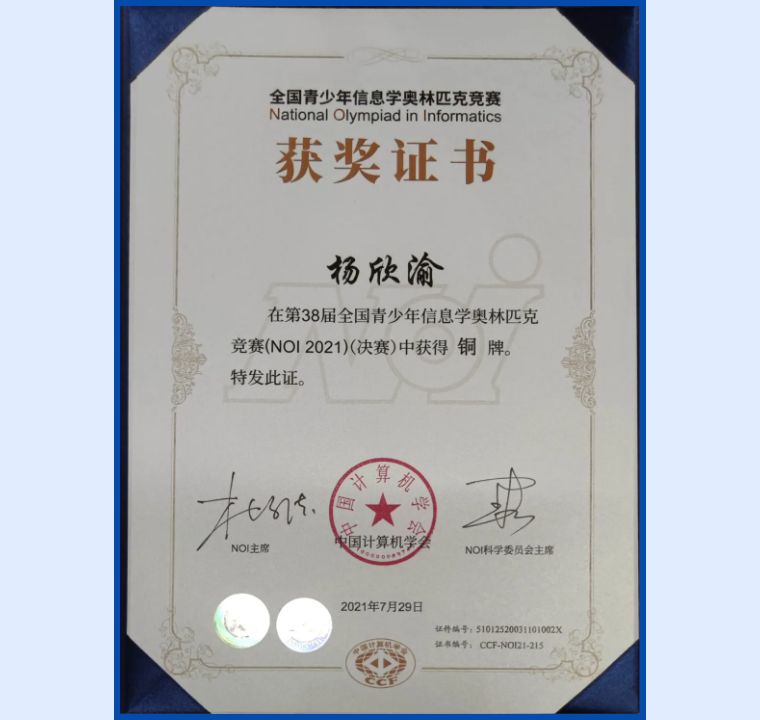 全国青少年信息学奥林匹克竞赛
National Olympiad in Informatics
获奖证书
杨欣渝
在第38届全国青少年信息学奥林匹克
竞赛(NOI 2021)(决赛)中获得 铜 牌。
特发此证。
中国计算机学会
中国计算机学会
NOI主席
NOI科学委员会主席
2021年7月29日
证件编号：51012520031101002X
证书编号： CCF-NOI21-215
中国计算机学会
CCF
NOI